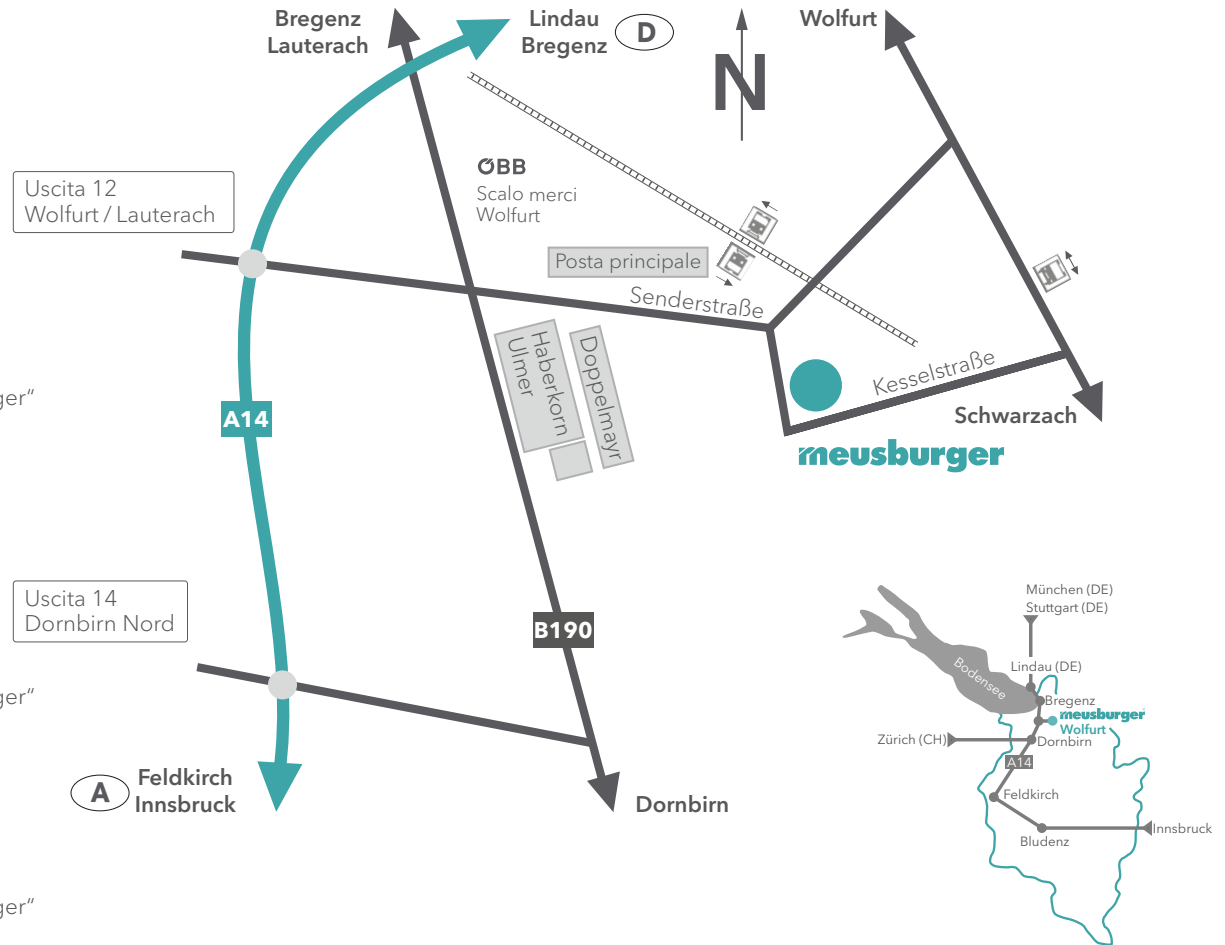 Bregenz
Lauterach
Lindau
Bregenz
D
N
Wolfurt
ÖBB
Scalo merci
Wolfurt
Uscita 12
Wolfurt / Lauterach
Posta principale
Senderstraße
Haberkorn
Ulmer
Doppelmayr
Kesselstraße
Schwarzach
meusburger
ger“
A14
Uscita 14
Dornbirn Nord
B190
ger“
A
Feldkirch
Innsbruck
Dornbirn
ger“
München (DE)
Stuttgart (DE)
Lindau (DE)
Bodensee
Bregenz
meusburger
Wolfurt
Zürich (CH)
Dornbirn
A14
Feldkirch
Innsbruck
Bludenz